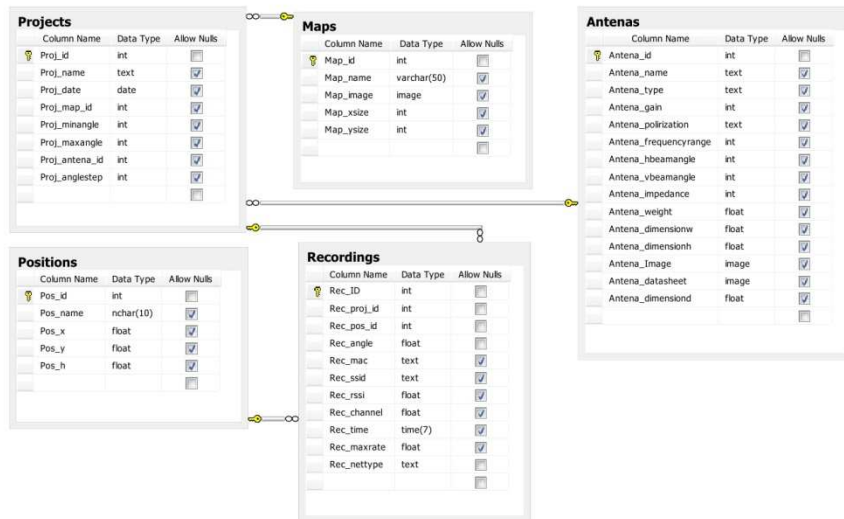 Projects
Column Name Data Type Allow Nulls
Proj_id int
Proj_name text
Proj_date date
Proj_map_id int
Proj_minangle int
Proj_maxangle int
Proj_antena_id int
Proj_anglestep int
Maps
Column Name Data Type Allow Nulls
Map_id int
Map_name varchar(50)
Map_image image
Map_xsize int
Map_ysize int
Antenas
Column Name Data Type Allow Nulls
Antena_id int
Antena_name text
Antena_type text
Antena_gain int
Antena_polirization text
Antena_frequencyrange int
Antena_hbeamangle int
Antena_vbeamangle int
Antena_impedance int
Antena_weight float
Antena_dimensionw float
Antena_dimensionh float
Antena_Image image
Antena_datasheet image
Antena_dimensiond float
Positions
Column Name Data Type Allow Nulls
Pos_id int
Pos_name nchar(10)
Pos_x float
Pos_y float
Pos_h float
Recordings
Column Name Data Type Allow Nulls
Rec_ID int
Rec_proj_id int
Rec_pos_id int
Rec_angle float
Rec_mac text
Rec_ssid text
Rec_rssi float
Rec_channel float
Rec_time time(7)
Rec_maxrate float
Rec_nettype text